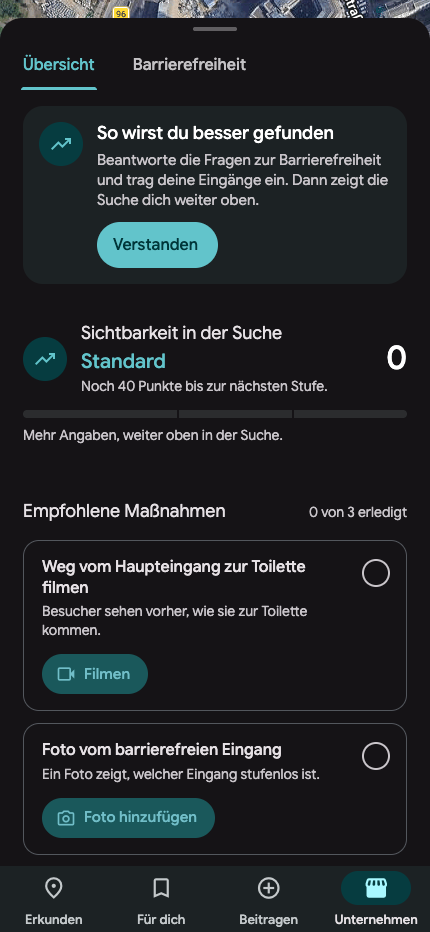 96
Übersicht
Barrierefreiheit
So wirst du besser gefunden
Beantworte die Fragen zur Barrierefreiheit
und trag deine Eingänge ein. Dann zeigt die
Suche dich weiter oben.
Verstanden
Sichtbarkeit in der Suche
Standard
0
Noch 40 Punkte bis zur nächsten Stufe.
Mehr Angaben, weiter oben in der Suche.
Empfohlene Maßnahmen
0 von 3 erledigt
Weg vom Haupteingang zur Toilette
filmen
Besucher sehen vorher, wie sie zur Toilette
kommen.
Filmen
Foto vom barrierefreien Eingang
Ein Foto zeigt, welcher Eingang stufenlos ist.
Foto hinzufügen
Erkunden
Für dich
Beitragen
Unternehmen